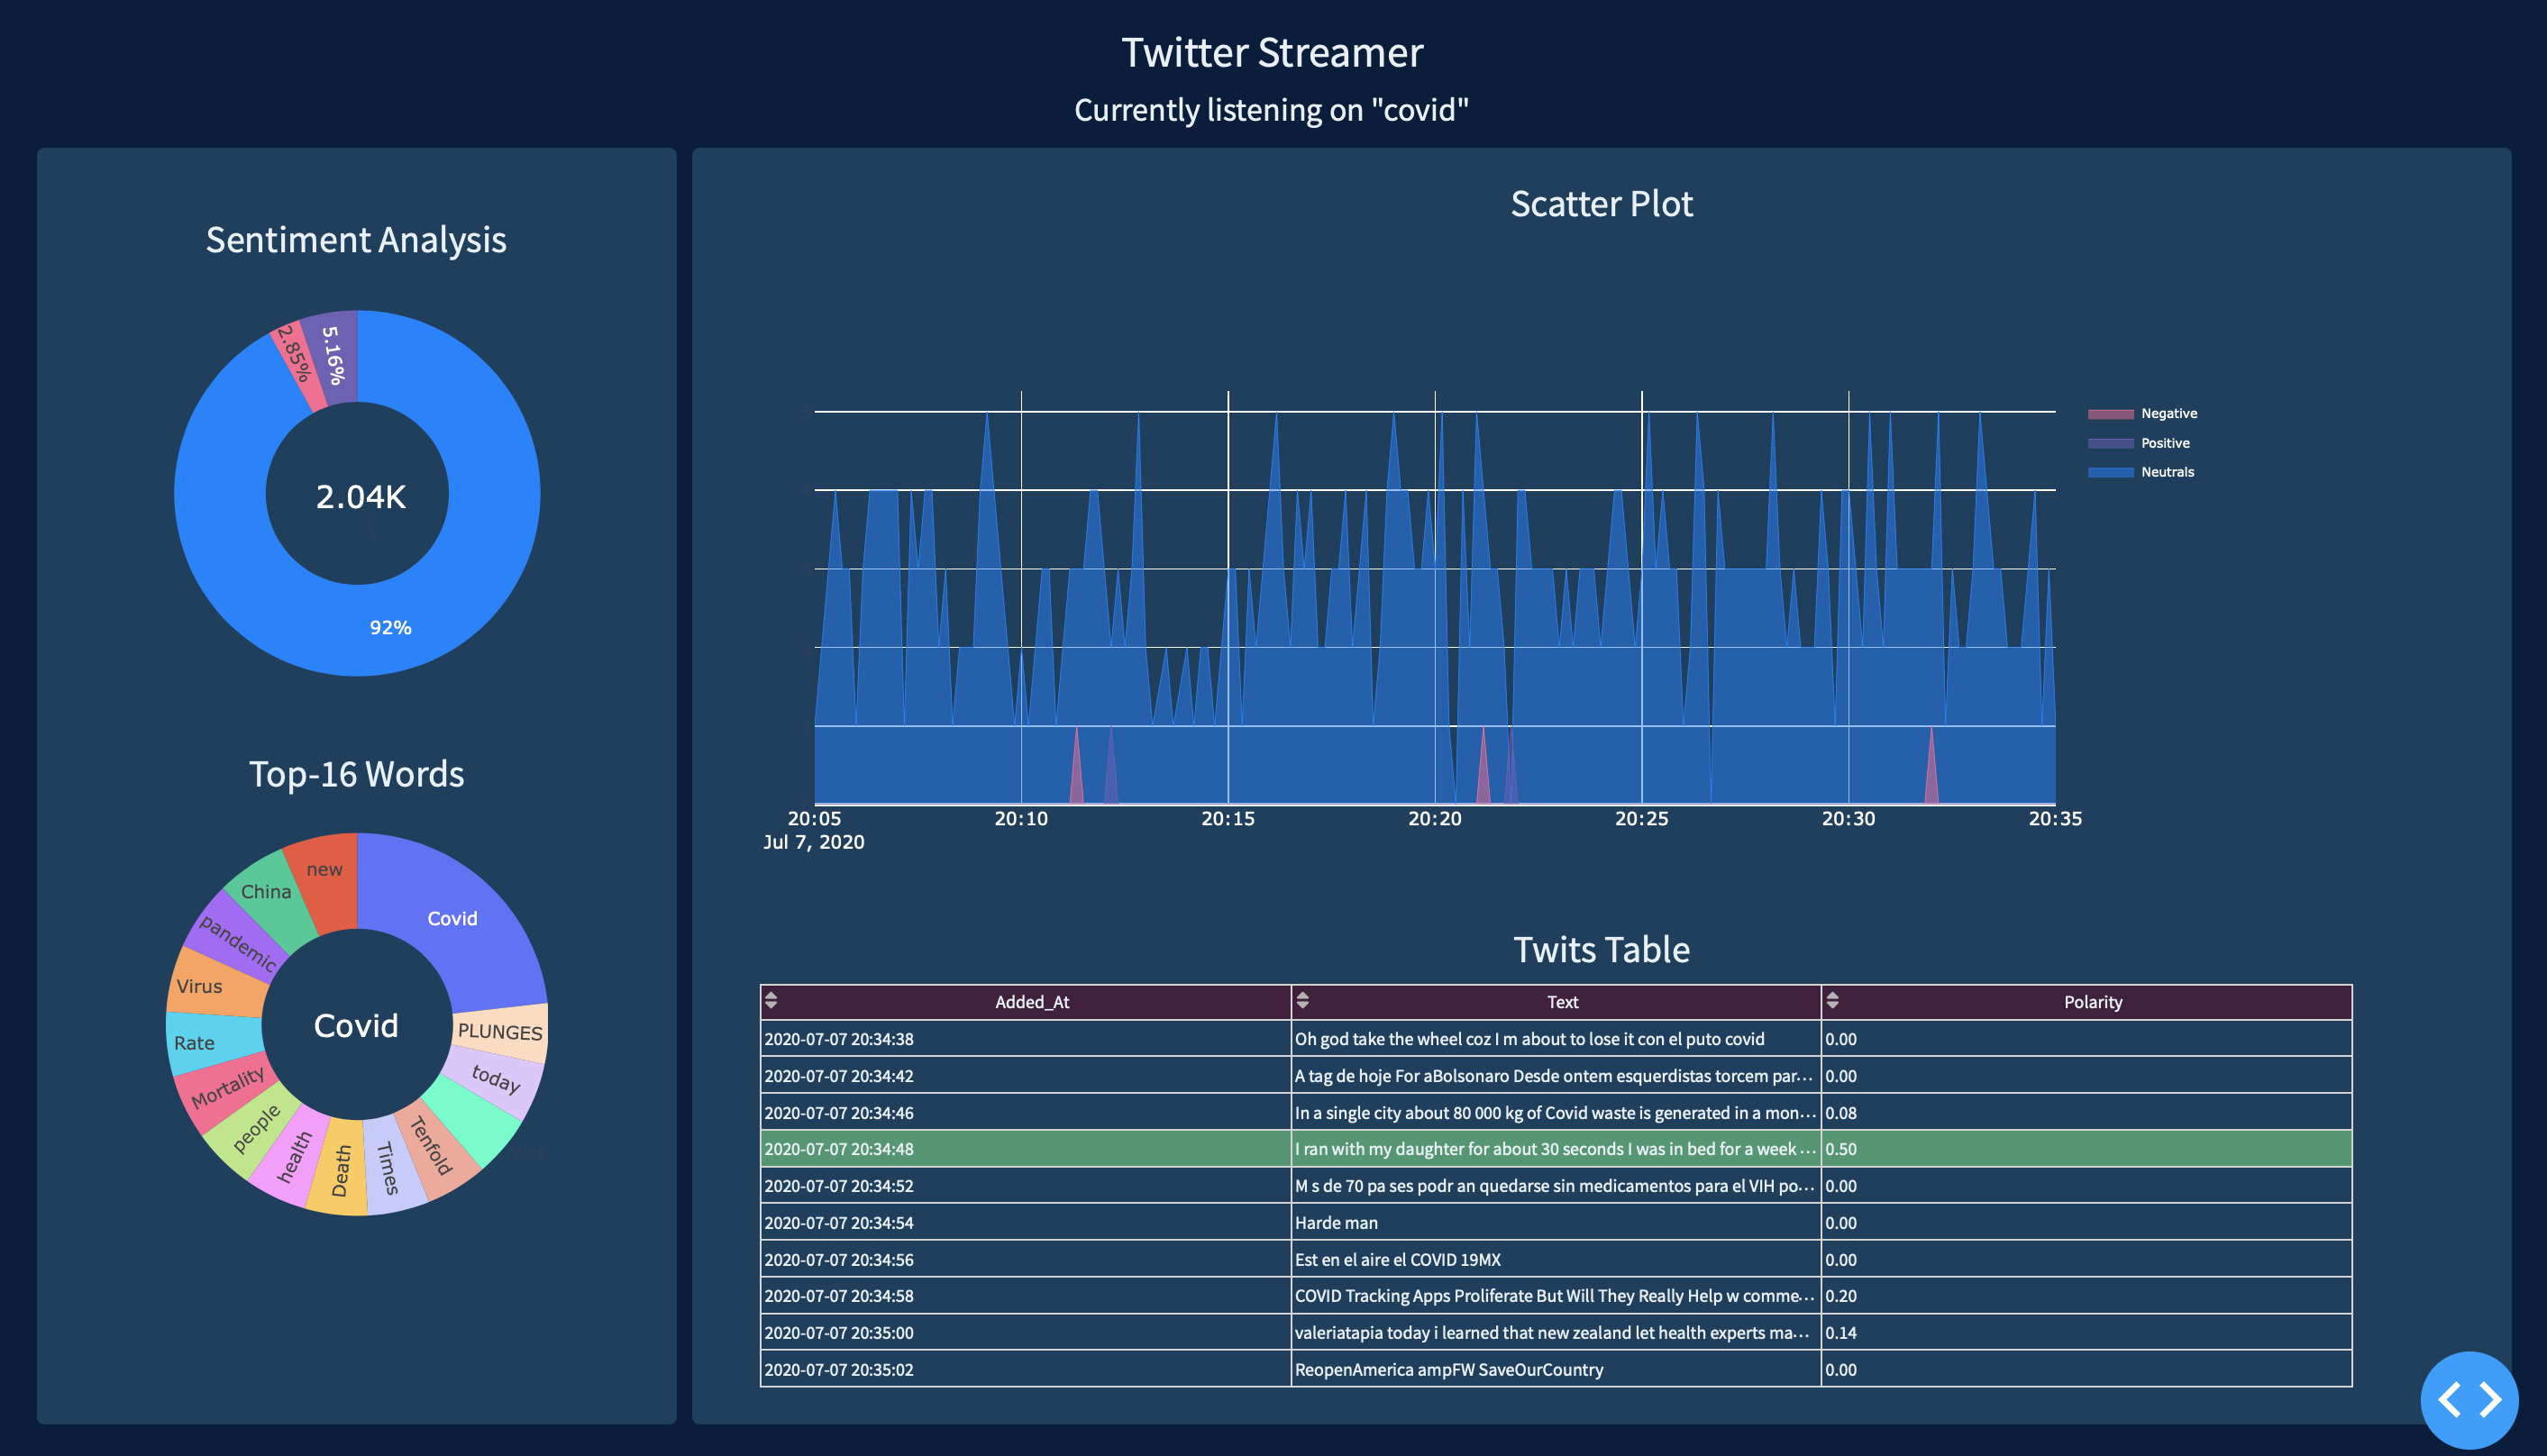 Twitter Streamer
Currently listening on "covid"
Sentiment Analysis
2.85%
5.16%
2.04K
92%
Top-16 Words
new
China
Covid
pandemic
Virus
PLUNGES
Covid
Rate
today
Mortality
people
Tenfold
health
Death
Times
Scatter Plot
5
4
3
2
Negative
Positive
Neutrals
20:05
20:10
20:15
20:20
20:25
20:30
20:35
Jul 7, 2020
Twits Table
Added_At Text Polarity
2020-07-07 20:34:38 Oh god take the wheel coz I m about to lose it con el puto covid 0.00
2020-07-07 20:34:42 A tag de hoje For aBolsonaro Desde ontem esquerdistas torcem par... 0.00
2020-07-07 20:34:46 In a single city about 80 000 kg of Covid waste is generated in a mon... 0.08
2020-07-07 20:34:48 I ran with my daughter for about 30 seconds I was in bed for a week ... 0.50
2020-07-07 20:34:52 M s de 70 pa ses podr an quedarse sin medicamentos para el VIH po... 0.00
2020-07-07 20:34:54 Harde man 0.00
2020-07-07 20:34:56 Est en el aire el COVID 19MX 0.00
2020-07-07 20:34:58 COVID Tracking Apps Proliferate But Will They Really Help w comme... 0.20
2020-07-07 20:35:00 valeriatapia today i learned that new zealand let health experts ma... 0.14
2020-07-07 20:35:02 ReopenAmerica ampFW SaveOurCountry 0.00